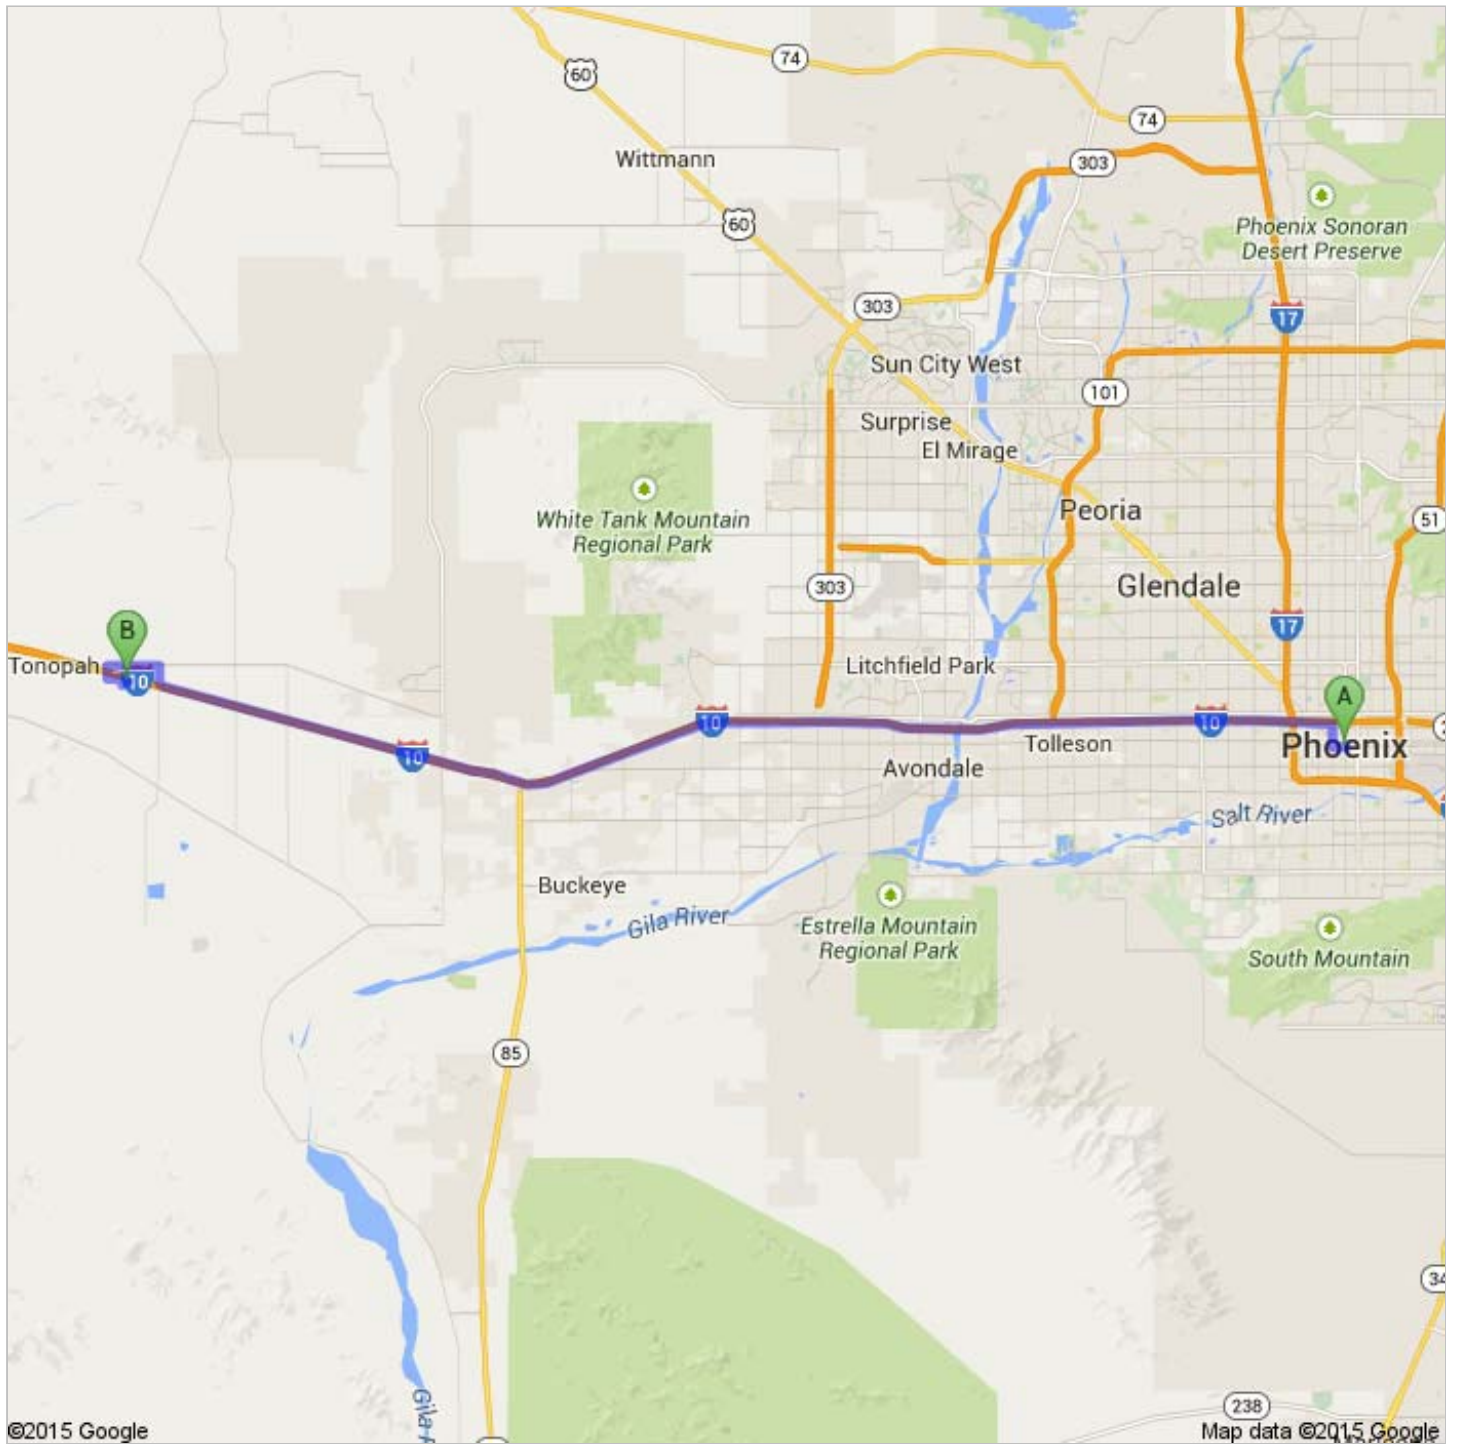 74
60
74
Wittmann
303
60
Phoenix Sonoran
Desert Preserve
303
17
Sun City West
101
Surprise
El Mirage
White Tank Mountain
Regional Park
Peoria
51
303
Glendale
17
B
Tonopah
10
Litchfield Park
A
10
10
10
Tolleson
Phoenix
Avondale
Salt River
Buckeye
Gila River
Estrella Mountain
Regional Park
South Mountain
85
34
Gila
238
©2015 Google
Map data ©2015 Google